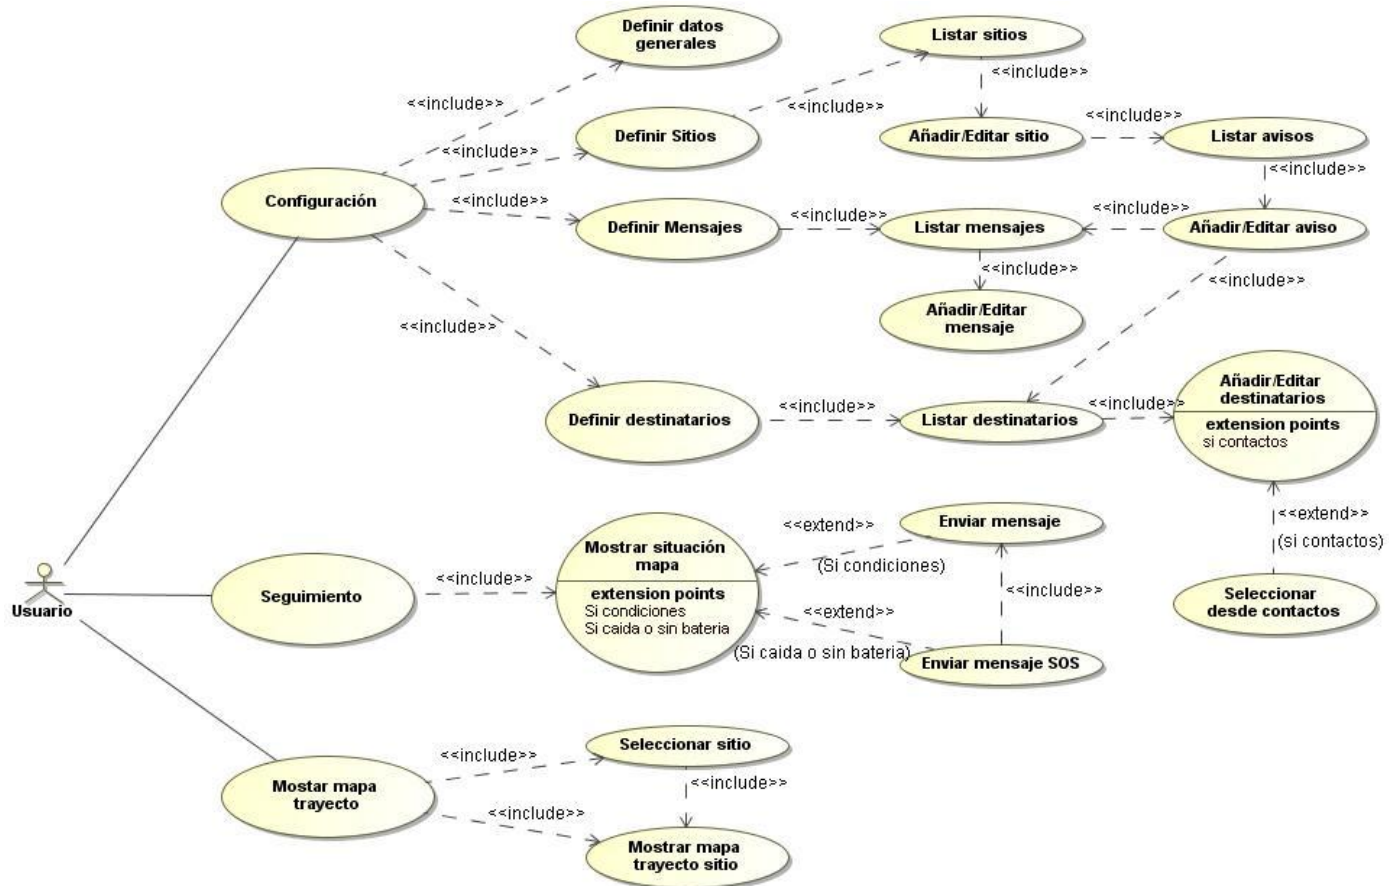 Definir datos
generales
Listar sitios
<<include>>
<<include>>
<<include>>
<<include>>
Definir Sitios
Añadir/Editar sitio
Listar avisos
<<include>>
<<include>>
Configuración
<<include>>
<<include>>
<<include>>
Definir Mensajes
Listar mensajes
Añadir/Editar aviso
<<include>>
<<include>>
Añadir/Editar
mensaje
<<include>>
Añadir/Editar
destinatarios
<<include>>
<<include>>
Definir destinatarios
Listar destinatarios
extension points
si contactos
Enviar mensaje
<<extend>>
<<extend>>
Mostrar situación
mapa
(Si condiciones)
(si contactos)
<<include>>
Usuario
Seguimiento
extension points
Si condiciones
Si caida o sin bateria
<<include>>
<<extend>>
Seleccionar
desde contactos
(Si caida o sin bateria)
Enviar mensaje SOS
Seleccionar sitio
<<include>>
Mostar mapa
trayecto
<<include>>
<<include>>
Mostrar mapa
trayecto sitio